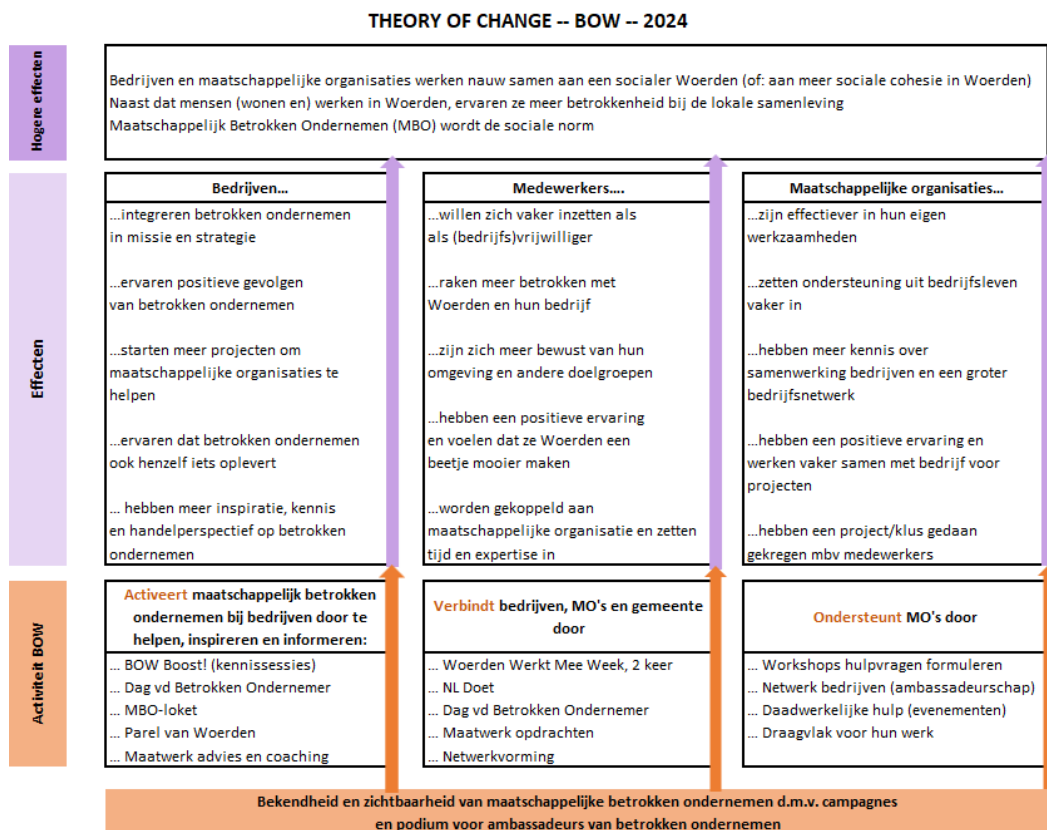 THEORY OF CHANGE -- BOW -- 2024
Hogere effecten
Bedrijven en maatschappelijke organisaties werken nauw samen aan een socialer Woerden (of: aan meer sociale cohesie in Woerden)
Naast dat mensen (wonen en) werken in Woerden, ervaren ze meer betrokkenheid bij de lokale samenleving
Maatschappelijk Betrokken Ondernemen (MBO) wordt de sociale norm
Effecten
Bedrijven...
...integreren betrokken ondernemen
in missie en strategie
...ervaren positieve gevolgen
van betrokken ondernemen
...starten meer projecten om
maatschappelijke organisaties te
helpen
...ervaren dat betrokken ondernemen
ook henzelf iets oplevert
... hebben meer inspiratie, kennis
en handelperspectief op betrokken
ondernemen
Medewerkers....
...willen zich vaker inzetten als
als (bedrijfs)vrijwilliger
...raken meer betrokken met
Woerden en hun bedrijf
...zijn zich meer bewust van hun
omgeving en andere doelgroepen
...hebben een positieve ervaring
en voelen dat ze Woerden een
beetje mooier maken
...worden gekoppeld aan
maatschappelijke organisatie en zetten
tijd en expertise in
Maatschappelijke organisaties...
...zijn effectiever in hun eigen
werkzaamheden
...zetten ondersteuning uit bedrijfsleven
vaker in
...hebben meer kennis over
samenwerking bedrijven en een groter
bedrijfsnetwerk
...hebben een positieve ervaring en
werken vaker samen met bedrijf voor
projecten
...hebben een project/klus gedaan
gekregen mbv medewerkers
Activiteit BOW
Activeert maatschappelijk betrokken
ondernemen bij bedrijven door te
helpen, inspireren en informeren:
... BOW Boost! (kennissessies)
... Dag vd Betrokken Ondernemer
... MBO-loket
... Parel van Woerden
... Maatwerk advies en coaching
Verbindt bedrijven, MO's en gemeente
door
... Woerden Werkt Mee Week, 2 keer
... NL Doet
... Dag vd Betrokken Ondernemer
... Maatwerk opdrachten
... Netwerkvorming
Ondersteunt MO's door
... Workshops hulpvragen formuleren
... Netwerk bedrijven (ambassadeurschap)
... Daadwerkelijke hulp (evenementen)
... Draagvlak voor hun werk
Bekendheid en zichtbaarheid van maatschappelijke betrokken ondernemen d.m.v. campagnes
en podium voor ambassadeurs van betrokken ondernemen